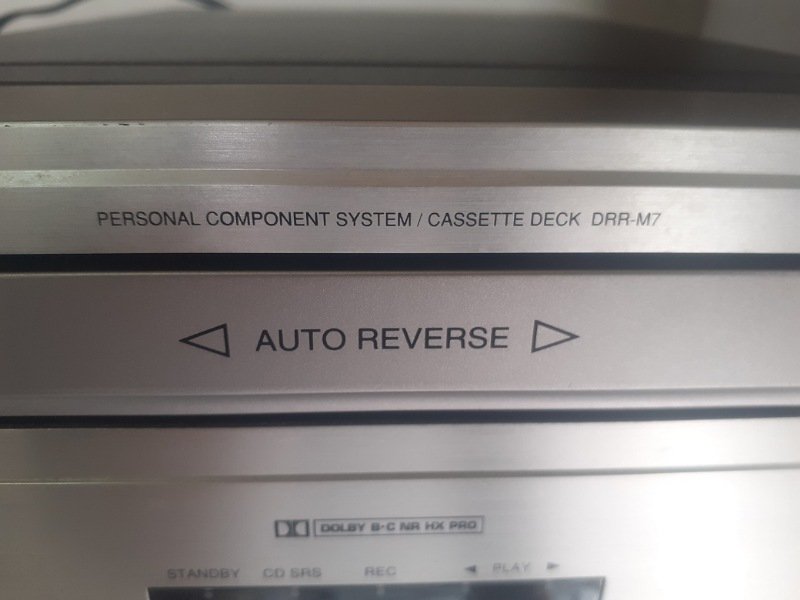 PERSONAL COMPONENT SYSTEM / CASSETTE DECK DRR-M7
AUTO REVERSE
DOLBY B-C NR HX PRO
STANDBY CD SRS REC PLAY